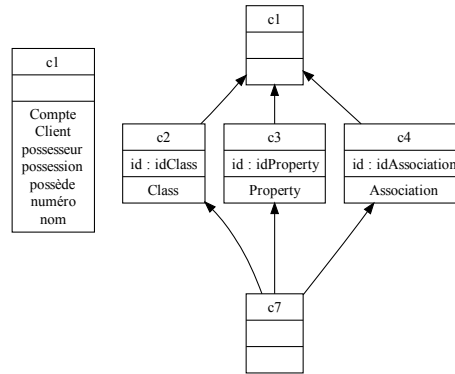 c1
Compte
Client
possesseur
possession
possède
numéro
nom
c1
c2
id : idClass
Class
c3
id : idProperty
Property
c4
id : idAssociation
Association
c7